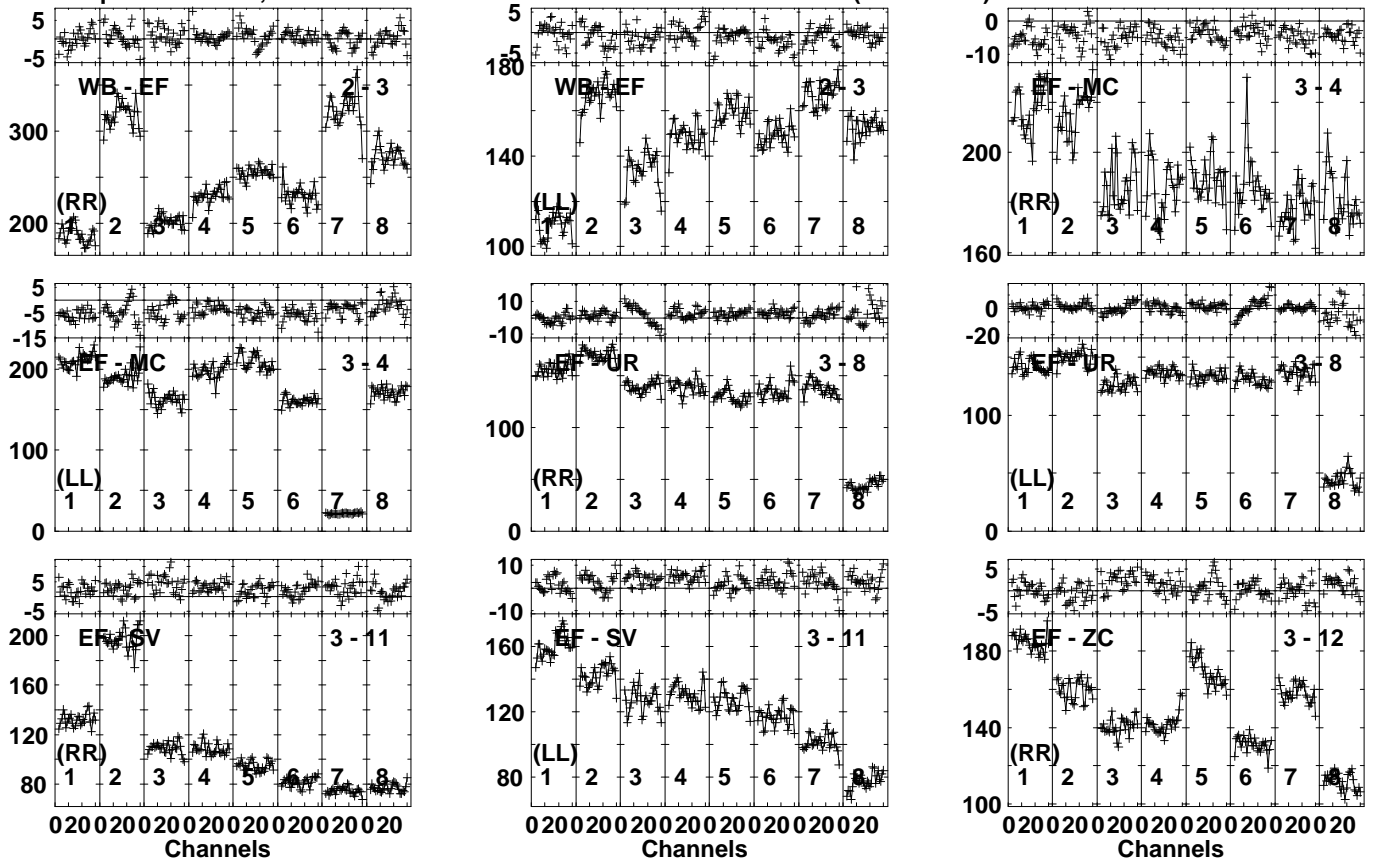 5 5 0
-5 -5 -10
WB - EF 2 - 3 180 WB - EF 2 - 3 EF - MC 3 - 4
300 140 200
(RR) (LL) (RR)
200 1 2 3 4 5 6 7 8 100 1 2 3 4 5 6 7 8 160 1 2 3 4 5 6 7 8
5 10 0
-5 -10 -20
-15
200 EF - MC 3 - 4 EF - UR 3 - 8 EF - UR 3 - 8
100 100 100
(LL) (RR) (LL)
1 2 3 4 5 6 7 8 1 2 3 4 5 6 7 8 1 2 3 4 5 6 7 8
0 0 0
5 10 5
-5 -10 -5
200 EF - SV 3 - 11 160 EF - SV 3 - 11 180 EF - ZC 3 - 12
160 120 140
120
(RR) (LL) (RR)
80 1 2 3 4 5 6 7 8 80 1 2 3 4 5 6 7 8 100 1 2 3 4 5 6 7 8
0 20 0 20 0 20 0 20 0 20 0 20 0 20 0 20 0 20 0 20 0 20 0 20 0 20 0 20 0 20 0 20 0 20 0 20 0 20 0 20 0 20 0 20 0 20 0 20
Channels Channels Channels